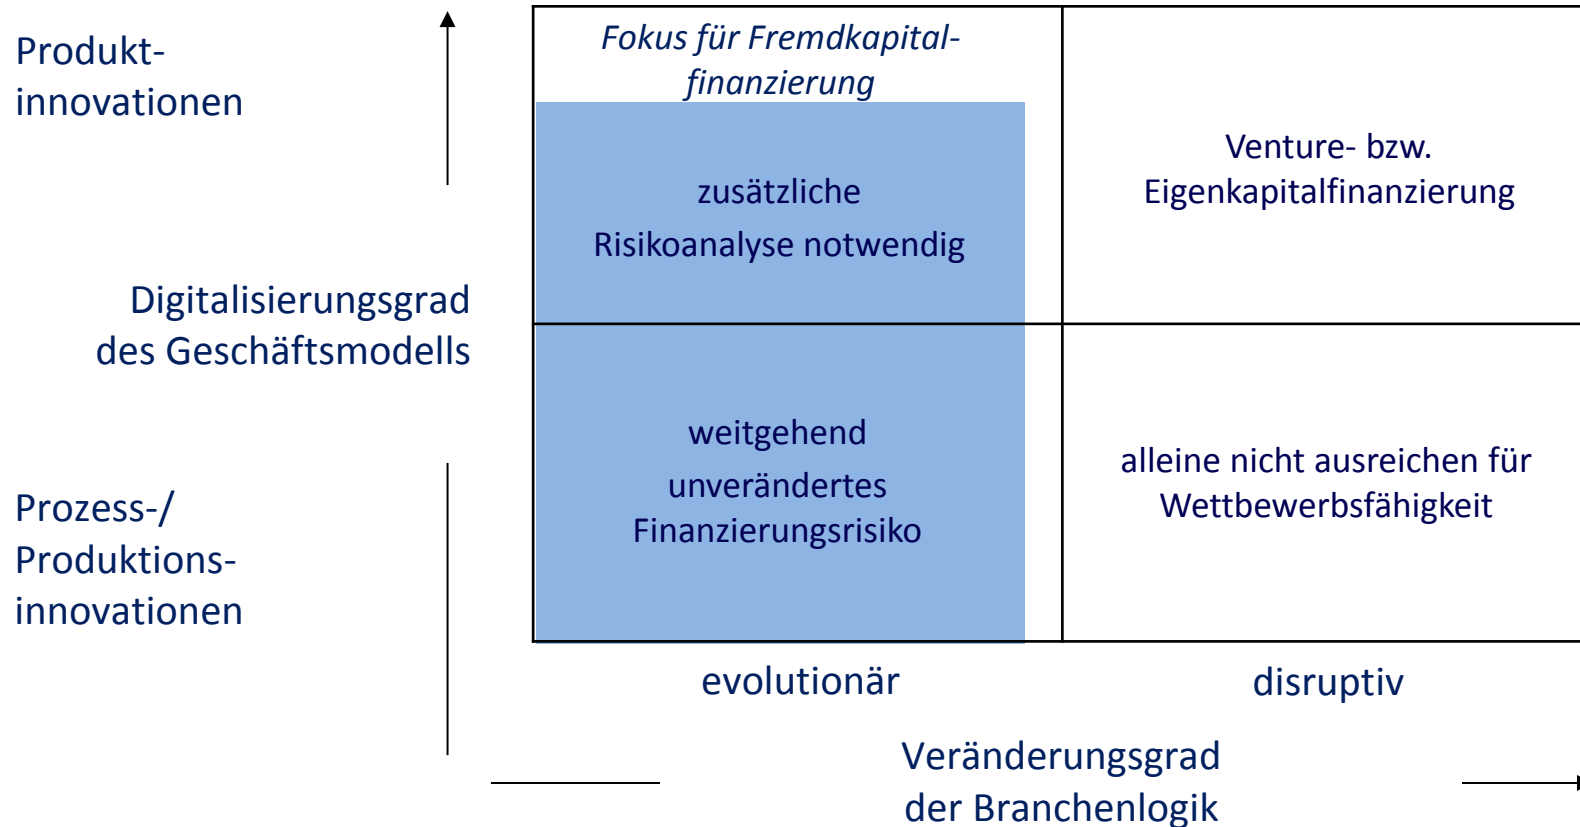 Produkt-
innovationen
Fokus für Fremdkapital-
finanzierung
zusätzliche
Risikoanalyse notwendig
Venture- bzw.
Eigenkapitalfinanzierung
Digitalisierungsgrad
des Geschäftsmodells
Prozess-/
Produktions-
innovationen
weitgehend
unverändertes
Finanzierungsrisiko
alleine nicht ausreichen für
Wettbewerbsfähigkeit
evolutionär
disruptiv
Veränderungsgrad
der Branchenlogik